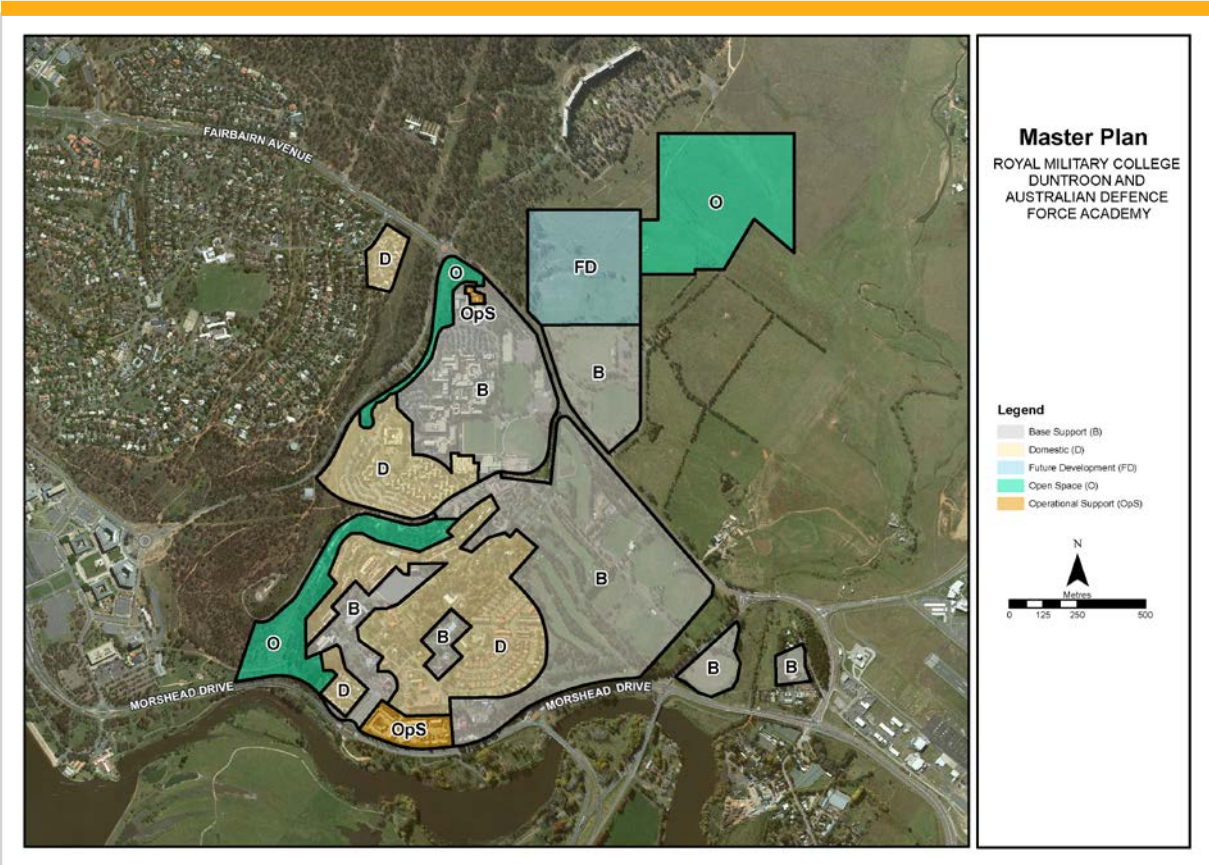 FAIRBAIRN AVENUE
O
D
O
FD
OpS
B
B
D
B
B
B
D
O
D
B
B
MORSHEAD DRIVE
MORSHEAD DRIVE
OpS
Master Plan
ROYAL MILITARY COLLEGE
DUNTROON AND
AUSTRALIAN DEFENCE
FORCE ACADEMY
Legend
Base Support (B)
Domestic (D)
Future Development (FD)
Open Space (O)
Operational Support (OpS)
N
Metres
0 125 250 500